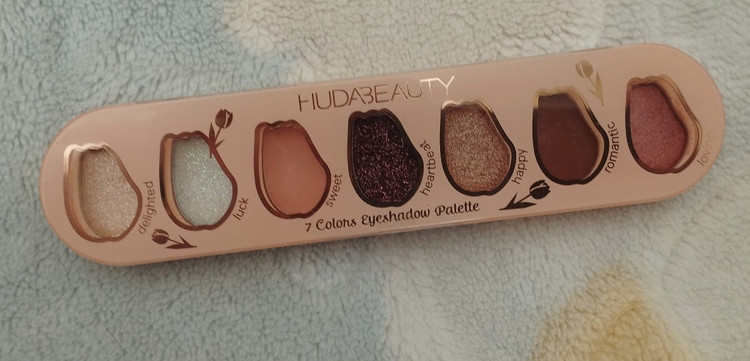 HUDABEAUTY
delighted
luck
sweet
heartbeat
happy
romantic
7 Colors Eyeshadow Palette